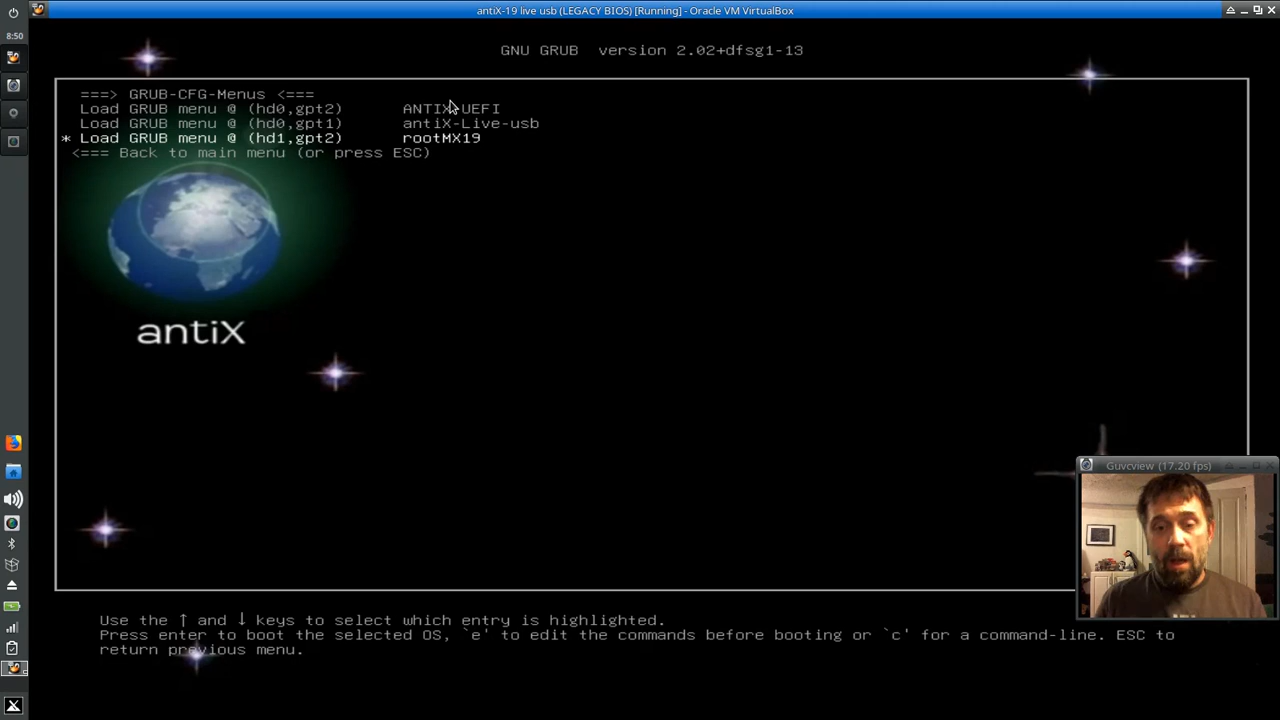 antiX-19 live usb (LEGACY BIOS) [Running] - Oracle VM VirtualBox
8:50
GNU GRUB version 2.02+dfsg1-13
===> GRUB-CFG-Menus <===
Load GRUB menu @ (hd0,gpt2) ANTIX-UEFI
Load GRUB menu @ (hd0,gpt1) antiX-Live-usb
* Load GRUB menu @ (hd1,gpt2) rootMX19
<=== Back to main menu (or press ESC)
antiX
Guvcview (17.20 fps)
Use the ↑ and ↓ keys to select which entry is highlighted.
Press enter to boot the selected OS, `e' to edit the commands before booting or `c' for a command-line. ESC to
return previous menu.